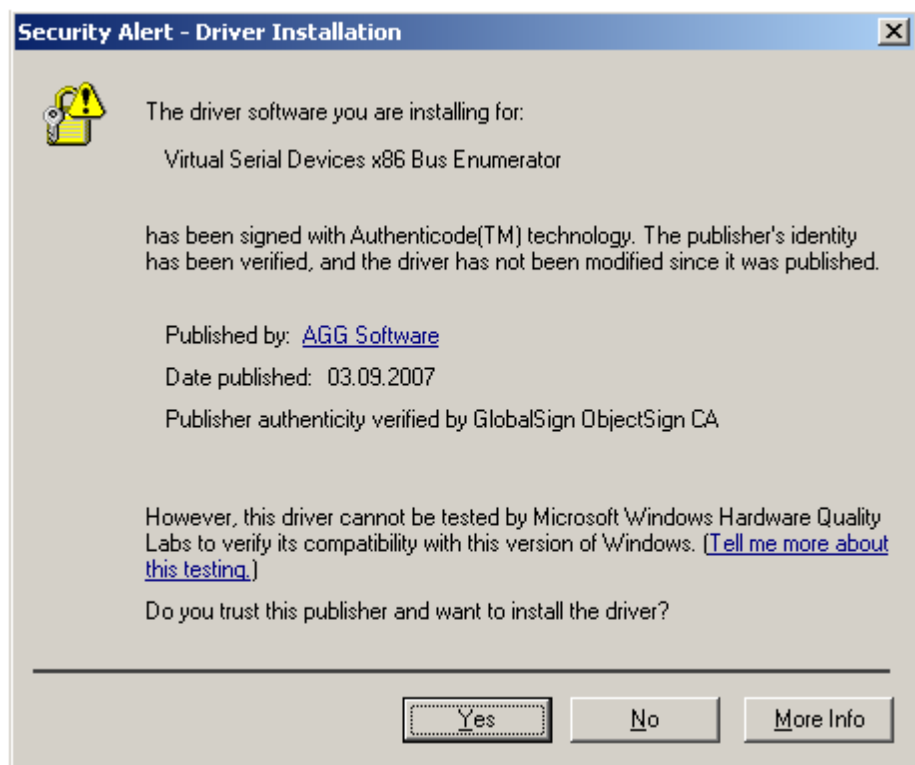 Security Alert - Driver Installation
The driver software you are installing for:
Virtual Serial Devices x86 Bus Enumerator
has been signed with Authenticode(TM) technology. The publisher's identity
has been verified, and the driver has not been modified since it was published.
Published by: AGG Software
Date published: 03.09.2007
Publisher authenticity verified by GlobalSign ObjectSign CA
However, this driver cannot be tested by Microsoft Windows Hardware Quality
Labs to verify its compatibility with this version of Windows. (Tell me more about
this testing.)
Do you trust this publisher and want to install the driver?
Yes No More Info